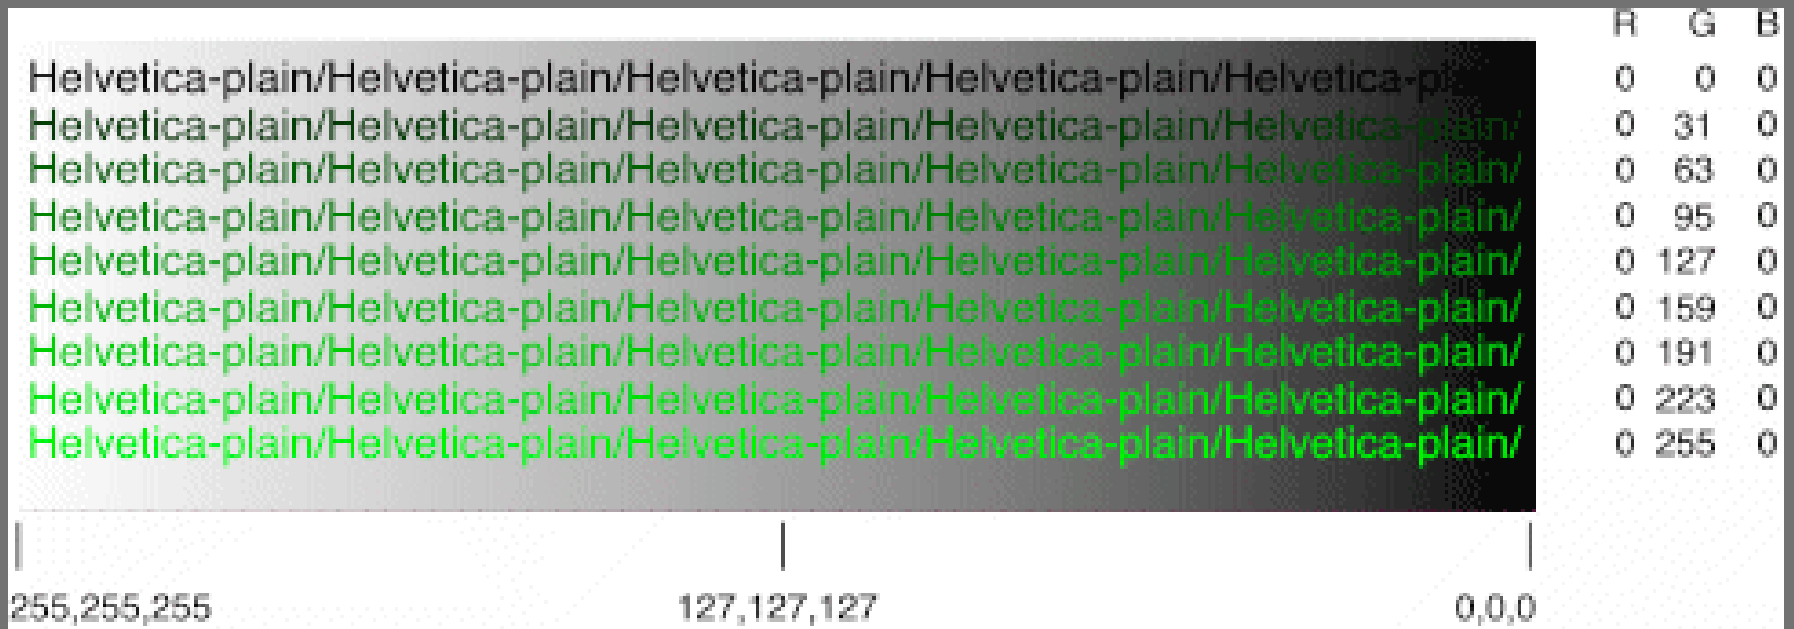 R G B
Helvetica-plain/Helvetica-plain/Helvetica-plain/Helvetica-plain/Helvetica-pl 0 0 0
Helvetica-plain/Helvetica-plain/Helvetica-plain/Helvetica-plain/Helvetica-plain/ 0 31 0
Helvetica-plain/Helvetica-plain/Helvetica-plain/Helvetica-plain/Helvetica-plain/ 0 63 0
Helvetica-plain/Helvetica-plain/Helvetica-plain/Helvetica-plain/Helvetica-plain/ 0 95 0
Helvetica-plain/Helvetica-plain/Helvetica-plain/Helvetica-plain/Helvetica-plain/ 0 127 0
Helvetica-plain/Helvetica-plain/Helvetica-plain/Helvetica-plain/Helvetica-plain/ 0 159 0
Helvetica-plain/Helvetica-plain/Helvetica-plain/Helvetica-plain/Helvetica-plain/ 0 191 0
Helvetica-plain/Helvetica-plain/Helvetica-plain/Helvetica-plain/Helvetica-plain/ 0 223 0
Helvetica-plain/Helvetica-plain/Helvetica-plain/Helvetica-plain/Helvetica-plain/ 0 255 0
255,255,255 127,127,127 0,0,0